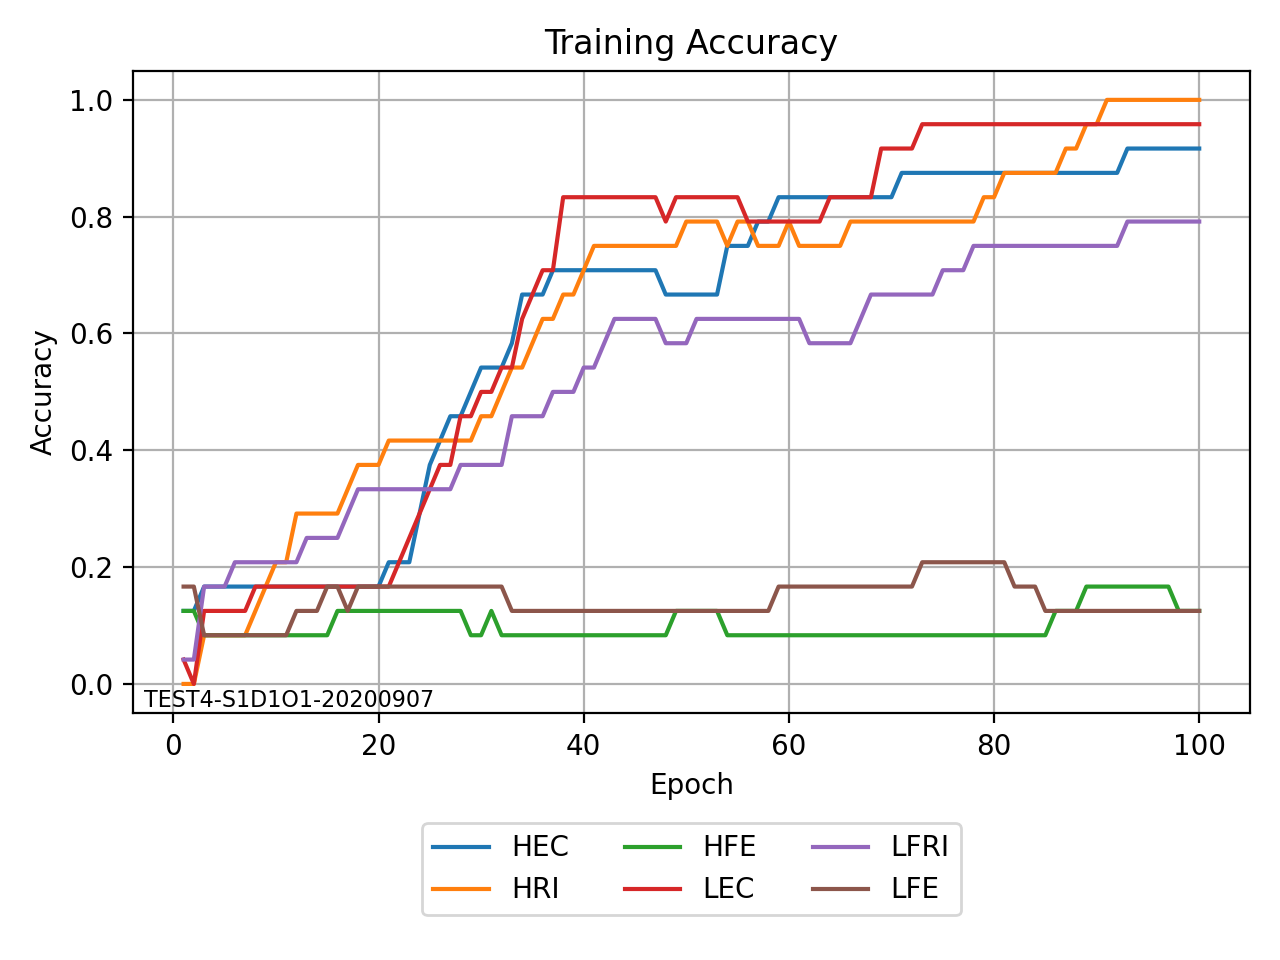 Training Accuracy
Accuracy
1.0
0.8
0.6
0.4
0.2
0.0
TEST4-S1D1O1-20200907
0 20 40 60 80 100
Epoch
HEC HFE LFRI
HRI LEC LFE